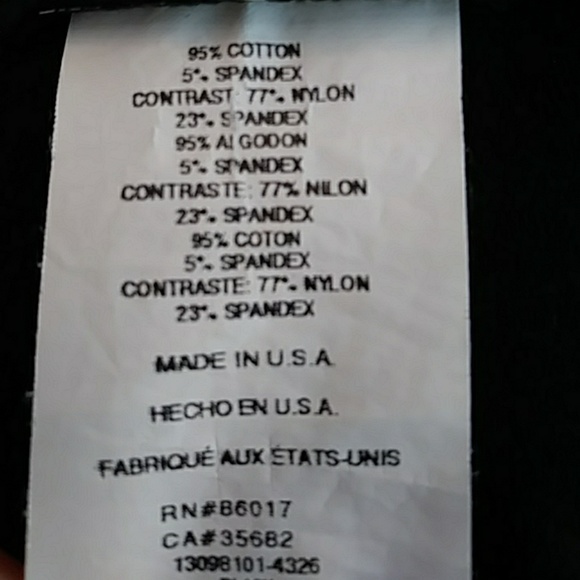 95% COTTON
5% SPANDEX
CONTRAST: 77% NYLON
23% SPANDEX
95% ALGODON
5% SPANDEX
CONTRASTE: 77% NILON
23% SPANDEX
95% COTON
5% SPANDEX
CONTRASTE: 77% NYLON
23% SPANDEX
MADE IN U.S.A.
HECHO EN U.S.A.
FABRIQUÉ AUX ÉTATS-UNIS
RN#86017
CA#35682
13098101-4326